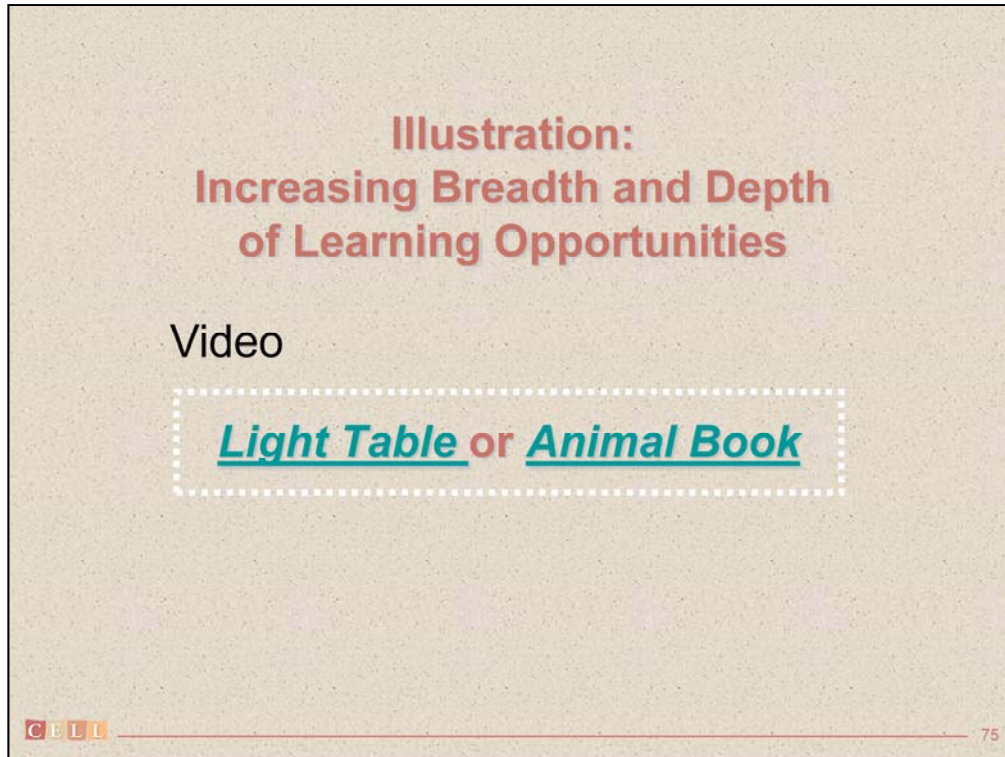 Illustration:
Increasing Breadth and Depth
of Learning Opportunities
Video
Light Table or Animal Book
CELL
75